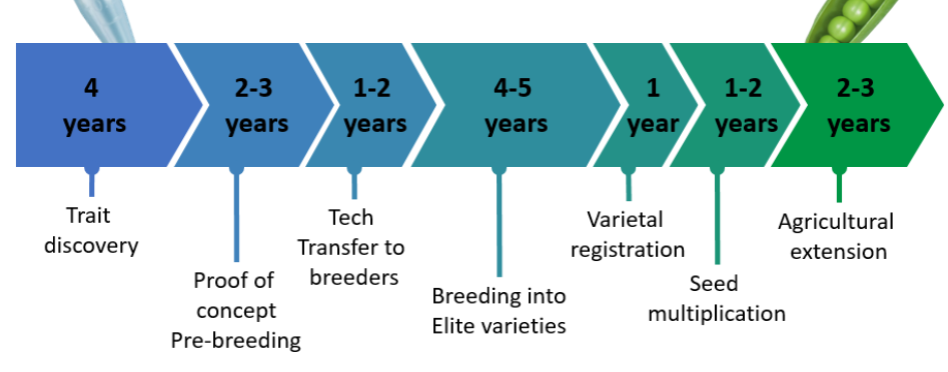 4
years
2-3
years
1-2
years
4-5
years
1
year
1-2
years
2-3
years
Trait
discovery
Proof of
concept
Pre-breeding
Tech
Transfer to
breeders
Breeding into
Elite varieties
Varietal
registration
Seed
multiplication
Agricultural
extension